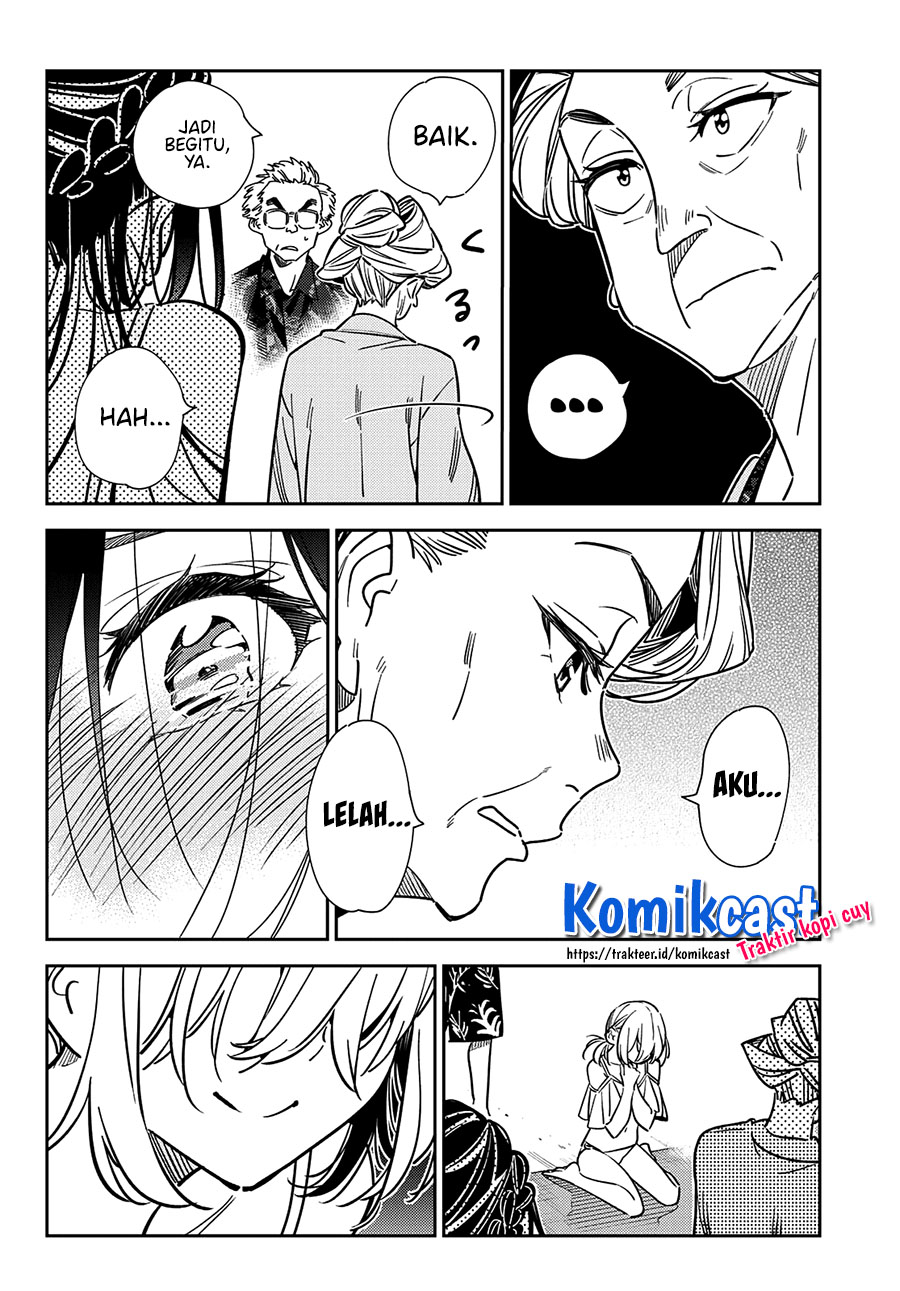 •••
BAIK.
JADI
BEGITU,
YA.
くるっ
HAH...
AKU...
LELAH...
Komikcast
Traktir kopi cuy
https://trakteer.id/komikcast